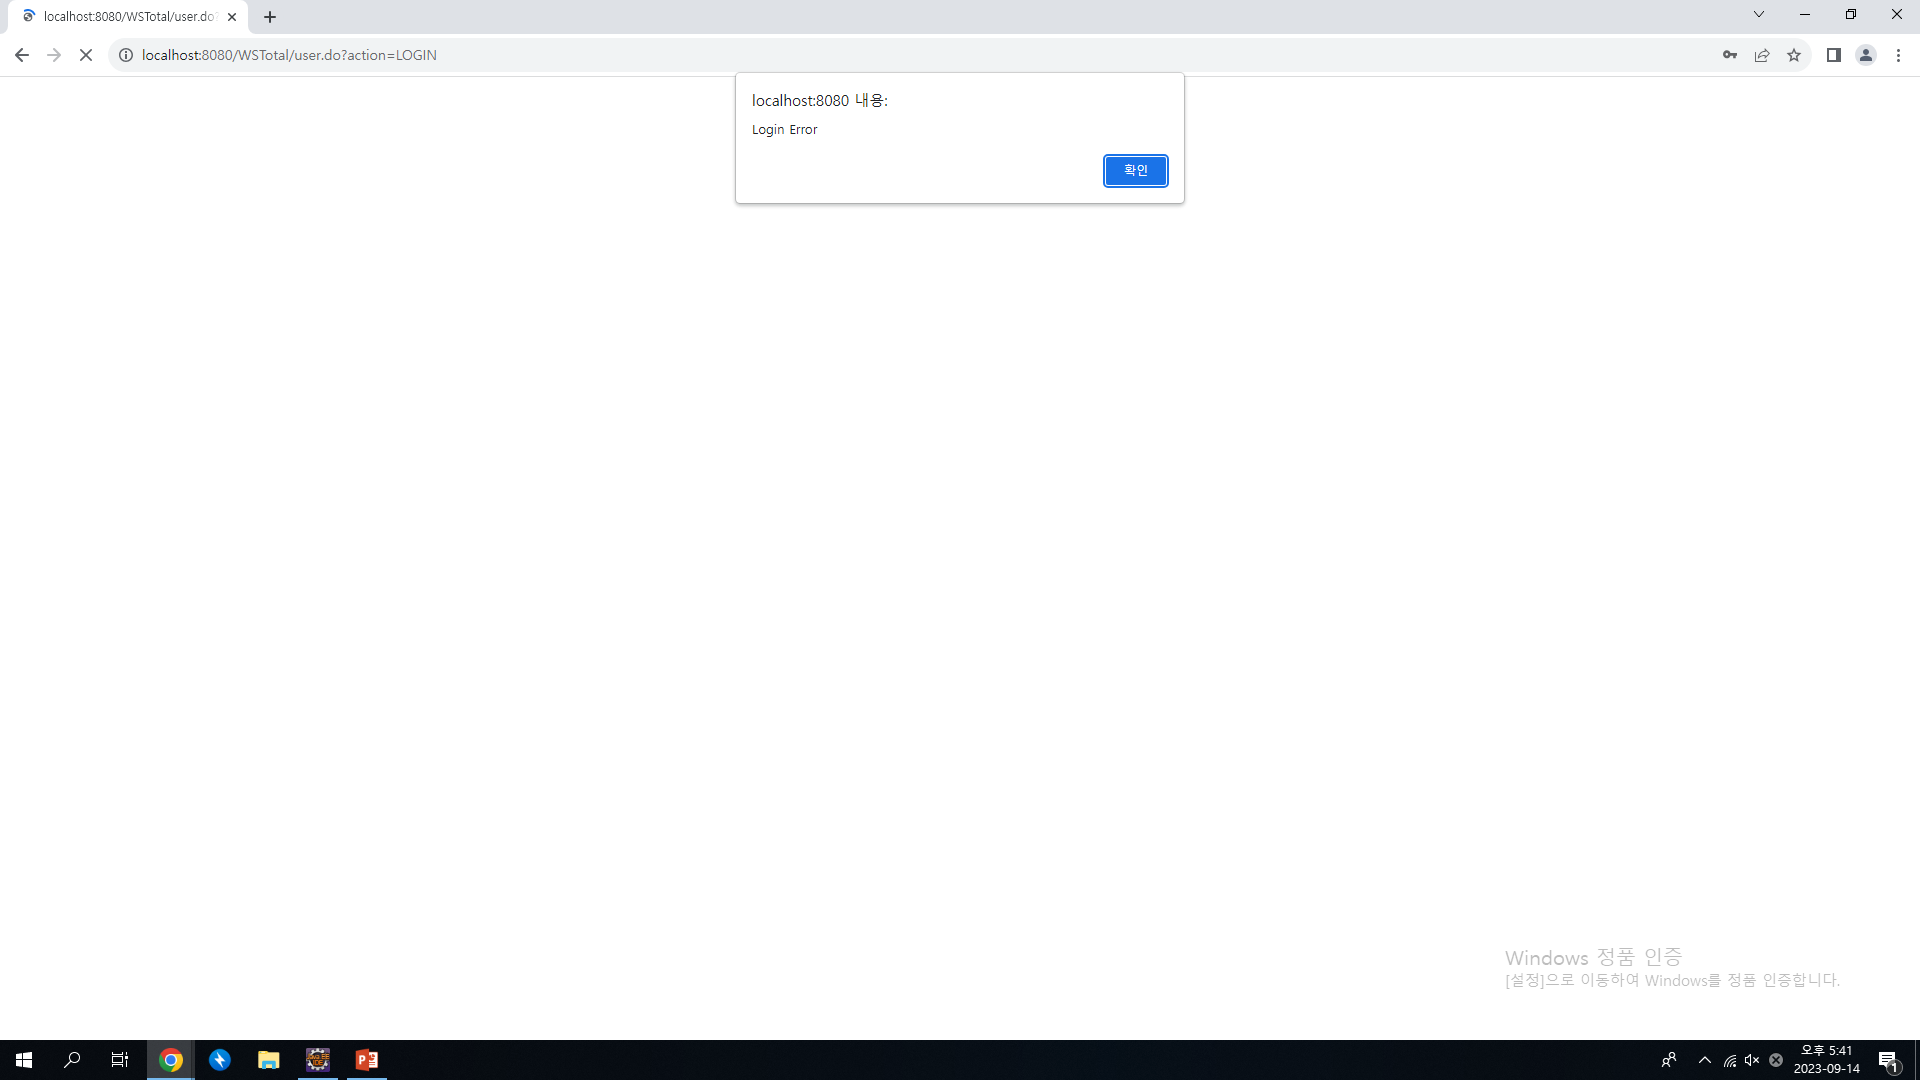 localhost:8080/WSTotal/user.do?
localhost:8080/WSTotal/user.do?action=LOGIN
localhost:8080 내용:
Login Error
확인
Windows 정품 인증
[설정]으로 이동하여 Windows를 정품 인증합니다.
오후 5:41
2023-09-14
1